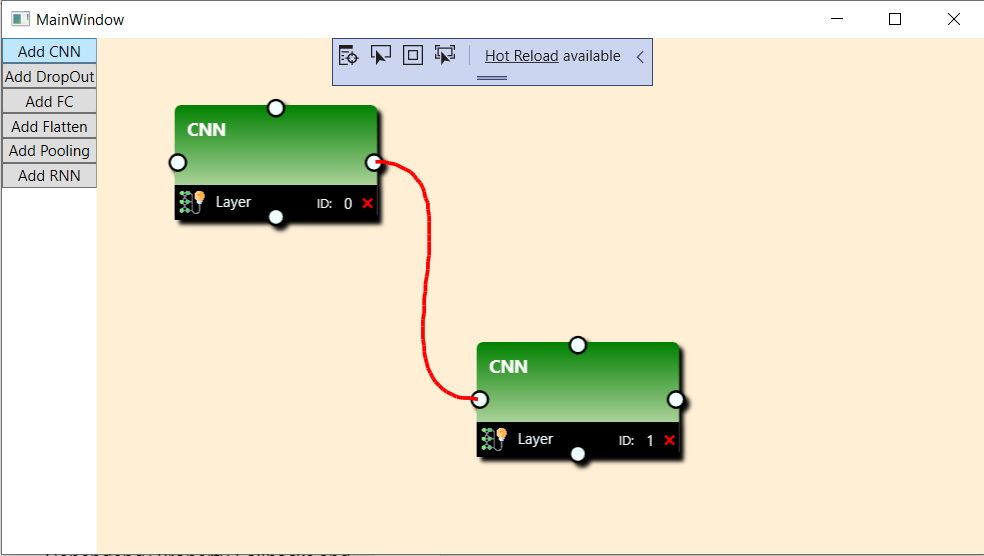 MainWindow
Add CNN
Add DropOut
Add FC
Add Flatten
Add Pooling
Add RNN
Hot Reload available
CNN
Layer ID: 0
CNN
Layer ID: 1